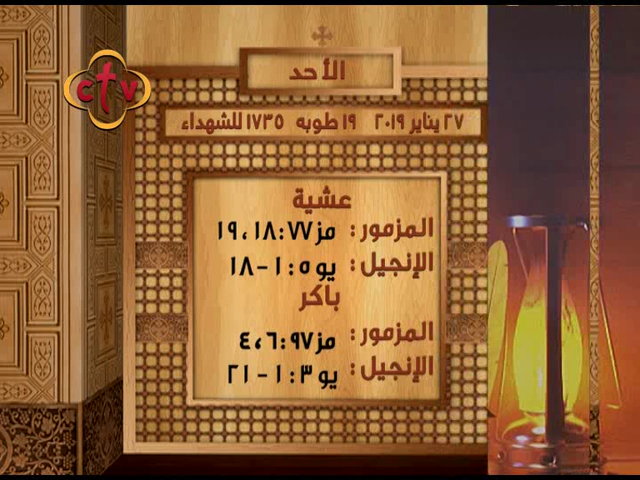 الأحد
ctv
٢٧ يناير ٢٠١٩ ١٩ طوبه ١٧٣٥ للشهداء
عشية
المزمور: مز٧٧:١٨،١٩
الإنجيل: يو٥:١-١٨
باكر
المزمور: مز٩٧:٦،٤
الإنجيل: يو٣:١-٢١